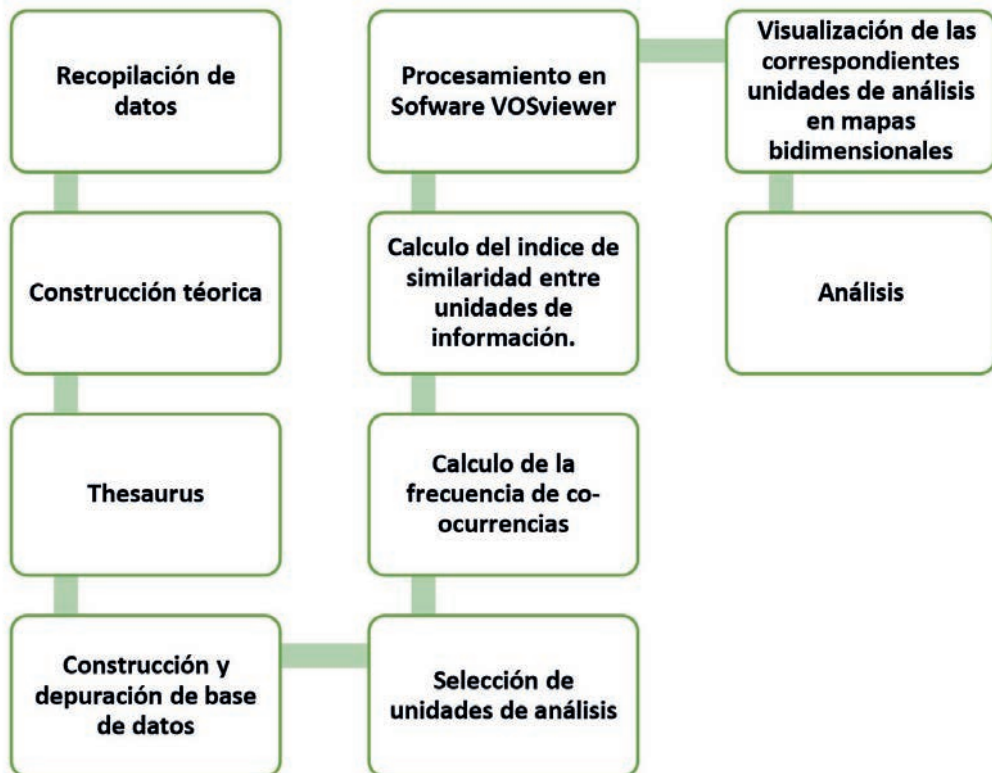 Recopilación de
datos
Construcción téorica
Thesaurus
Construcción y
depuración de base
de datos
Selección de
unidades de análisis
Calculo de la
frecuencia de co-
ocurrencias
Calculo del indice de
similaridad entre
unidades de
información.
Procesamiento en
Sofware VOSviewer
Visualización de las
correspondientes
unidades de análisis
en mapas
bidimensionales
Análisis